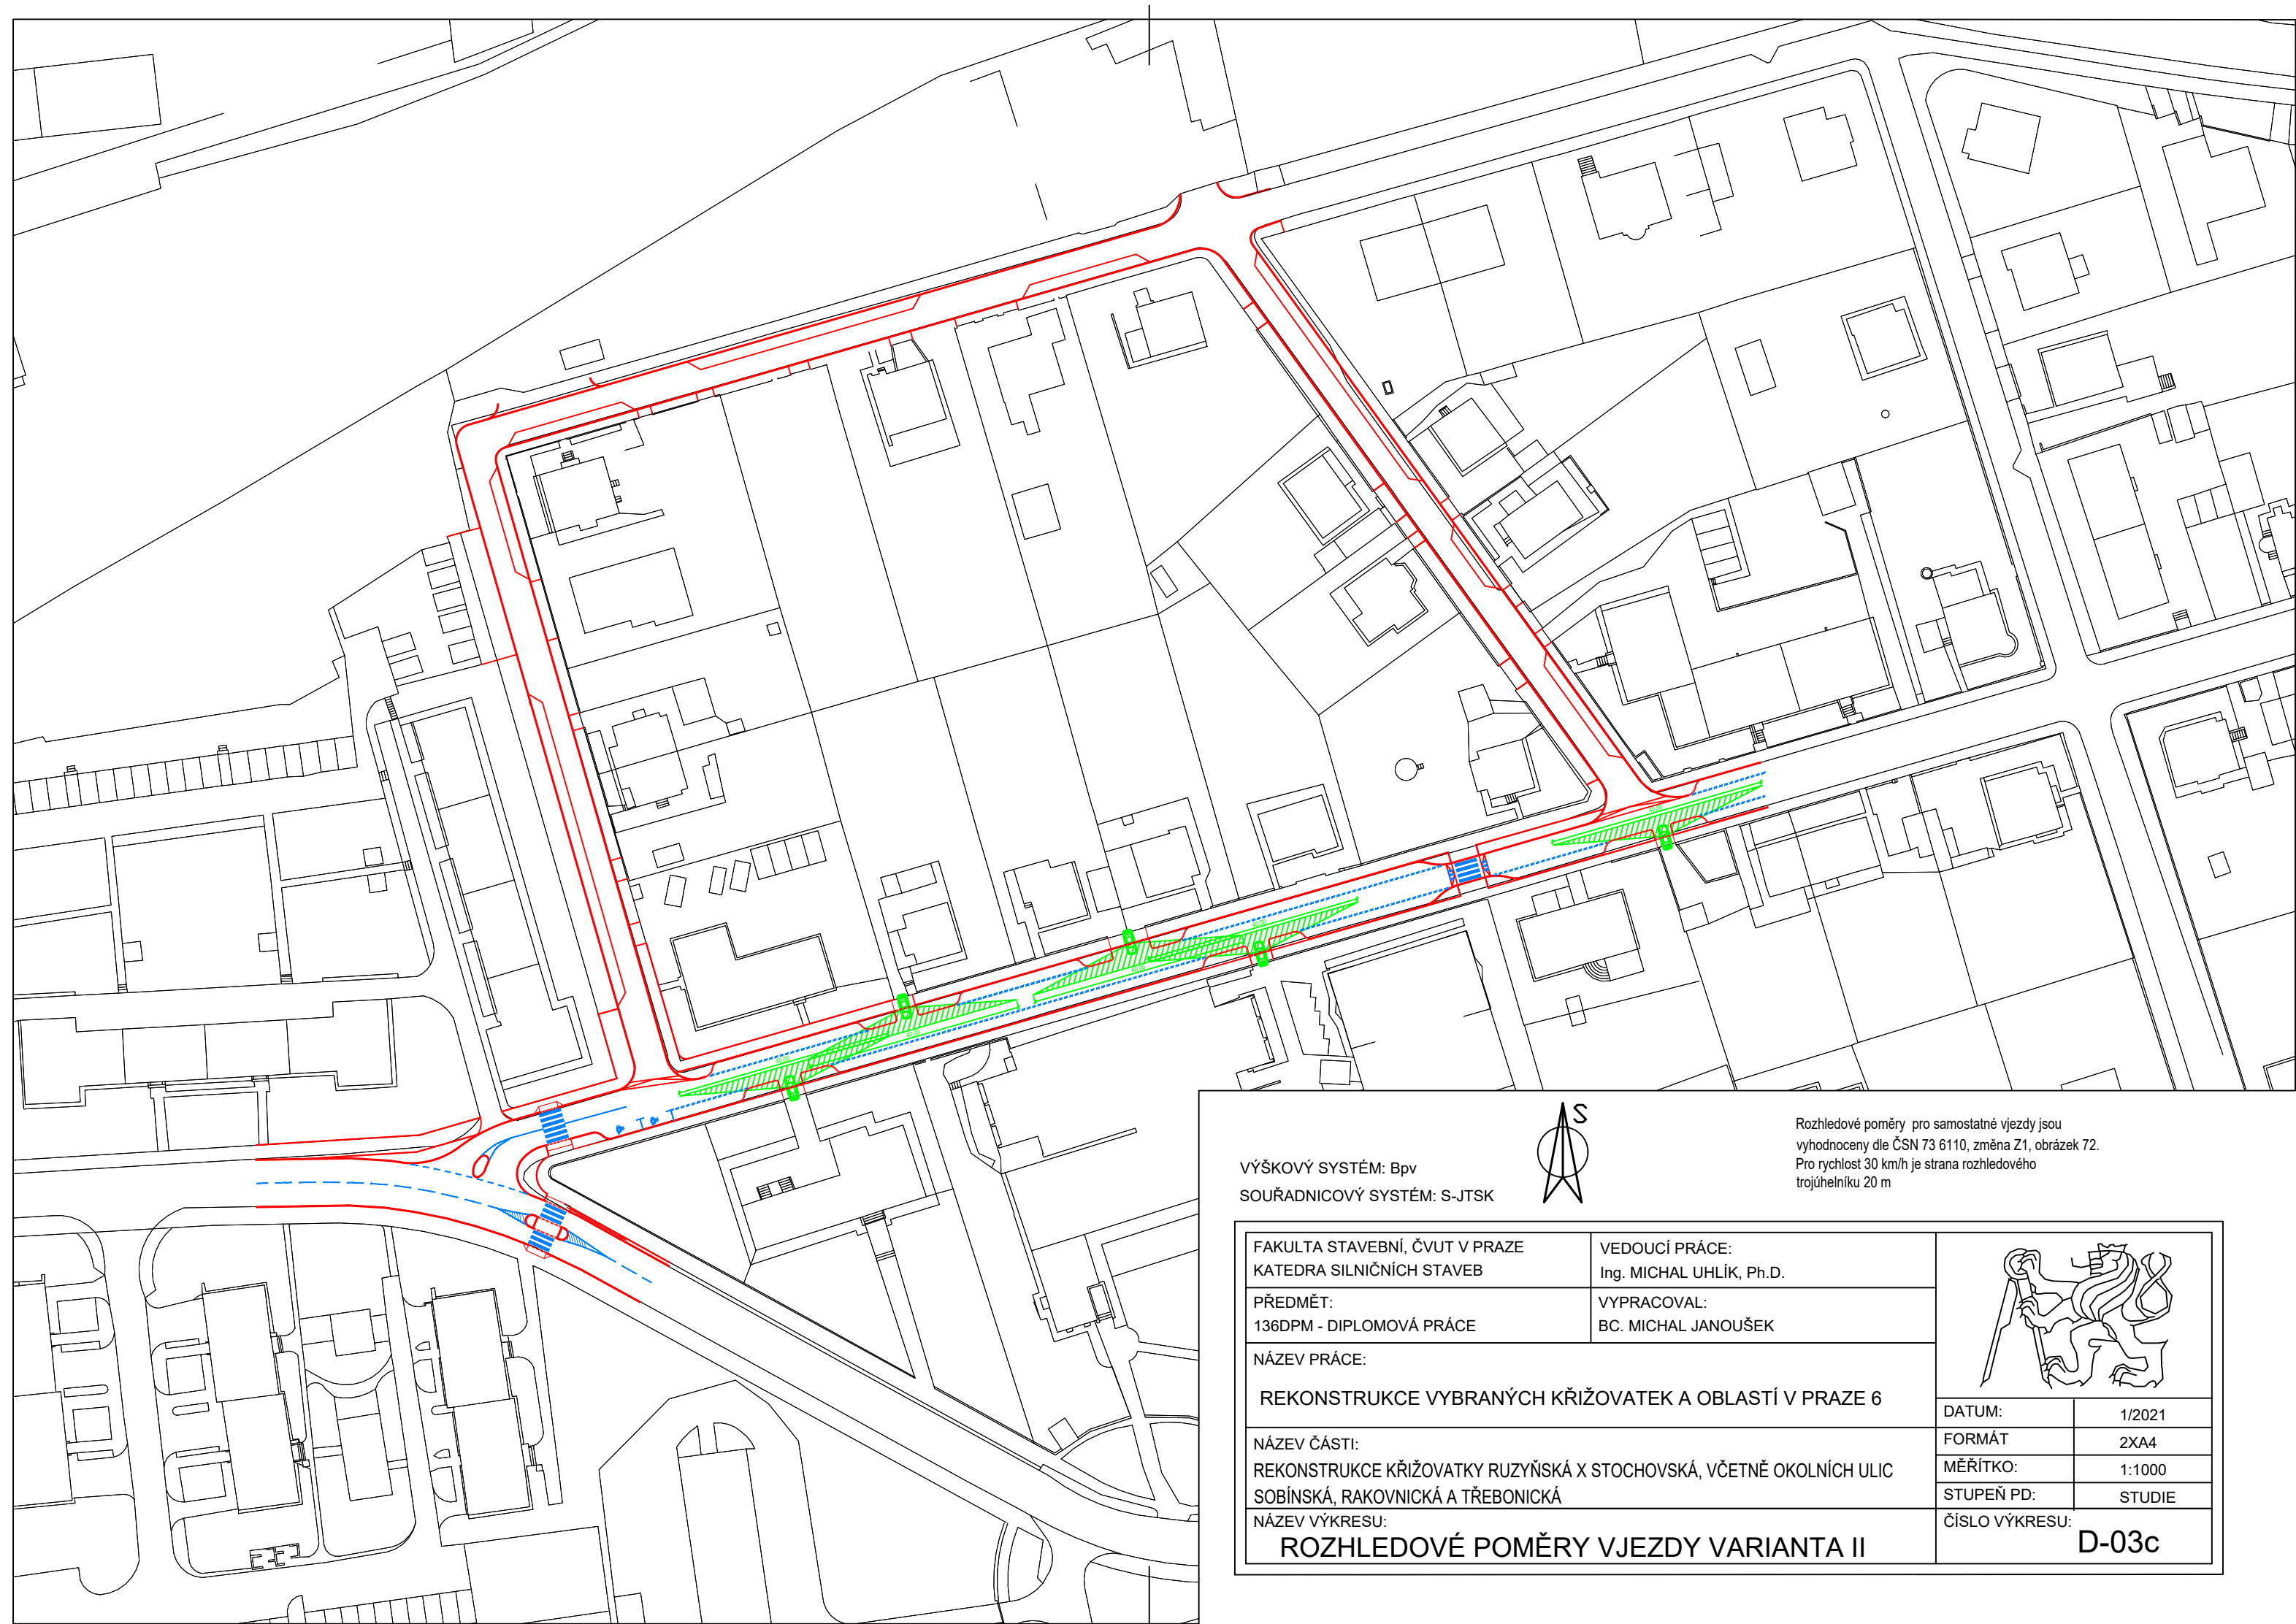 S
Rozhledové poměry pro samostatné vjezdy jsou
vyhodnoceny dle ČSN 73 6110, změna Z1, obrázek 72.
Pro rychlost 30 km/h je strana rozhledového
trojúhelníku 20 m
VÝŠKOVÝ SYSTÉM: Bpv
SOUŘADNICOVÝ SYSTÉM: S-JTSK
FAKULTA STAVEBNÍ, ČVUT V PRAZE
KATEDRA SILNIČNÍCH STAVEB
VEDOUCÍ PRÁCE:
Ing. MICHAL UHLÍK, Ph.D.
PŘEDMĚT:
136DPM - DIPLOMOVÁ PRÁCE
VYPRACOVAL:
BC. MICHAL JANOUŠEK
NÁZEV PRÁCE:
REKONSTRUKCE VYBRANÝCH KŘIŽOVATEK A OBLASTÍ V PRAZE 6
NÁZEV ČÁSTI:
REKONSTRUKCE KŘIŽOVATKY RUZYŇSKÁ X STOCHOVSKÁ, VČETNĚ OKOLNÍCH ULIC
SOBÍNSKÁ, RAKOVNICKÁ A TŘEBONICKÁ
NÁZEV VÝKRESU:
ROZHLEDOVÉ POMĚRY VJEZDY VARIANTA II
DATUM: 1/2021
FORMÁT 2XA4
MĚŘÍTKO: 1:1000
STUPEŇ PD: STUDIE
ČÍSLO VÝKRESU:
D-03c